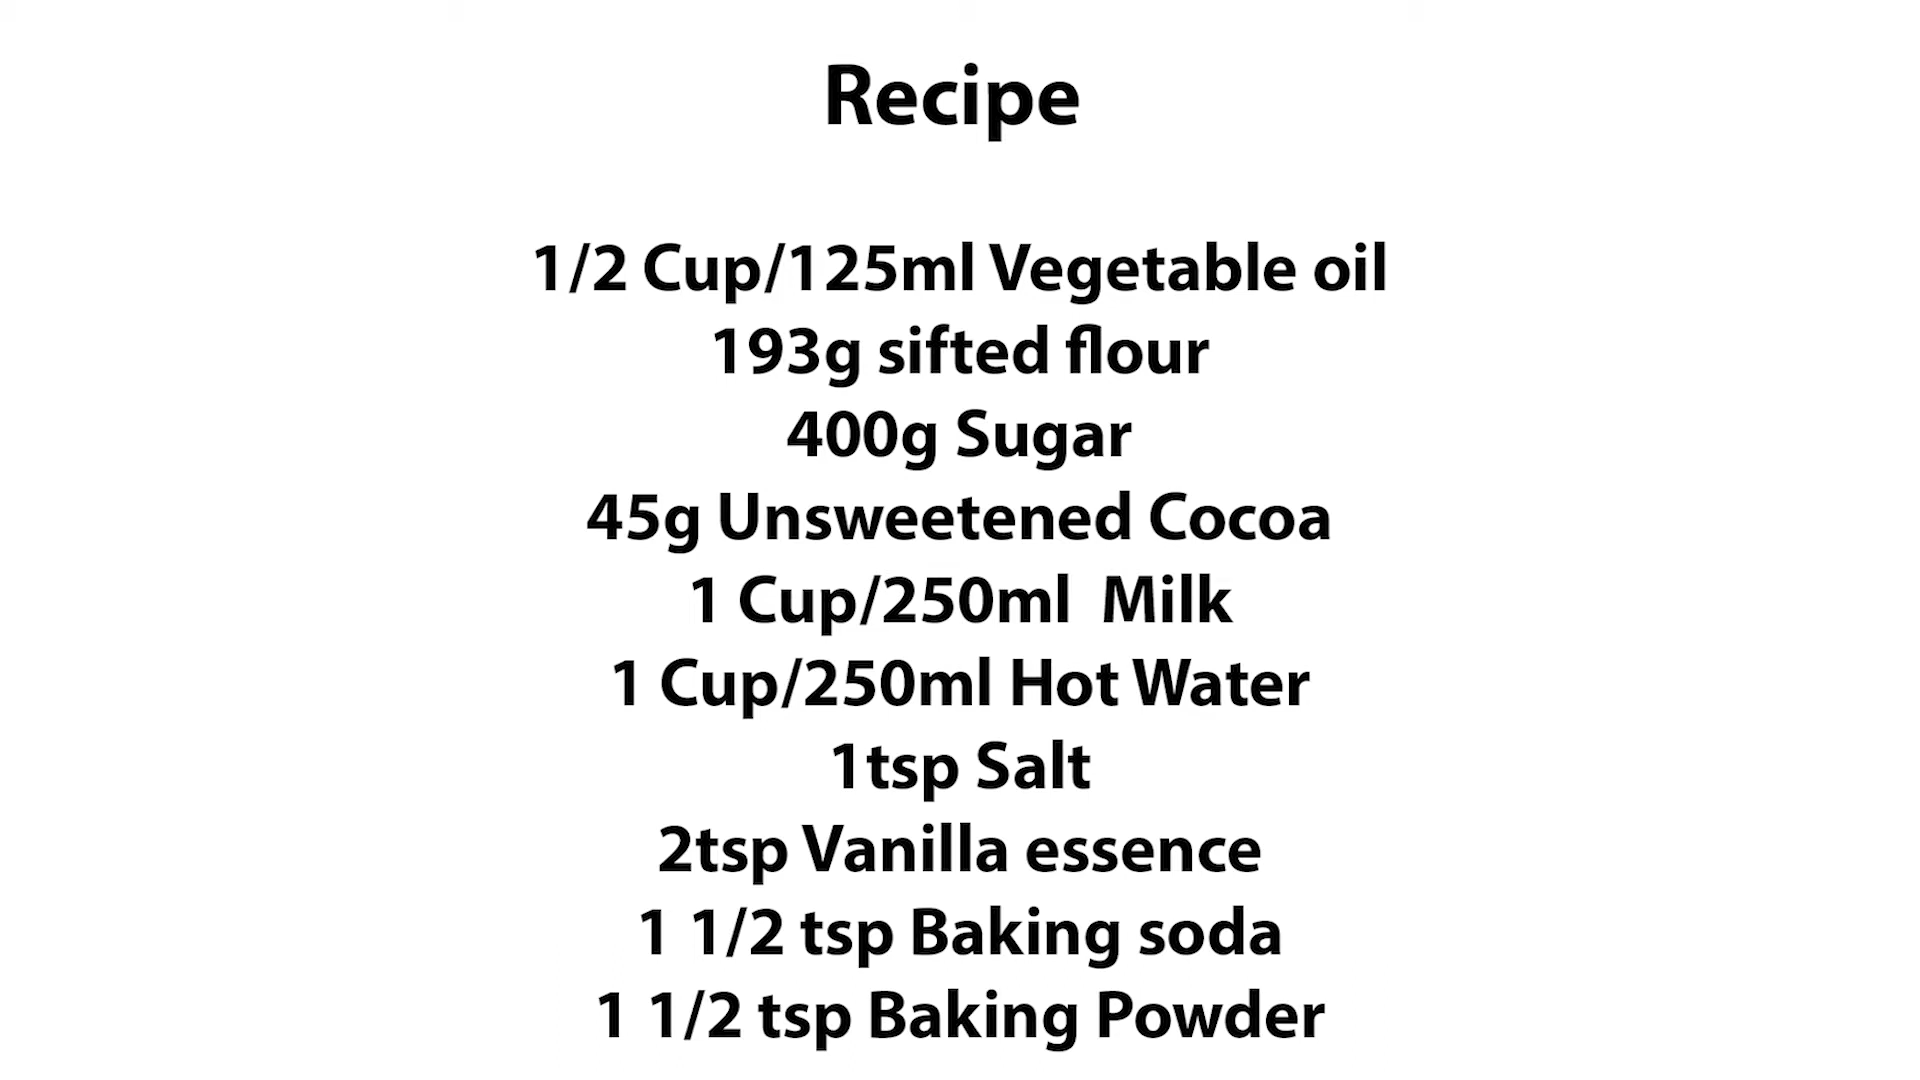 Recipe
1/2 Cup/125ml Vegetable oil
193g sifted flour
400g Sugar
45g Unsweetened Cocoa
1 Cup/250ml  Milk
1 Cup/250ml Hot Water
1tsp Salt
2tsp Vanilla essence
1 1/2 tsp Baking soda
1 1/2 tsp Baking Powder